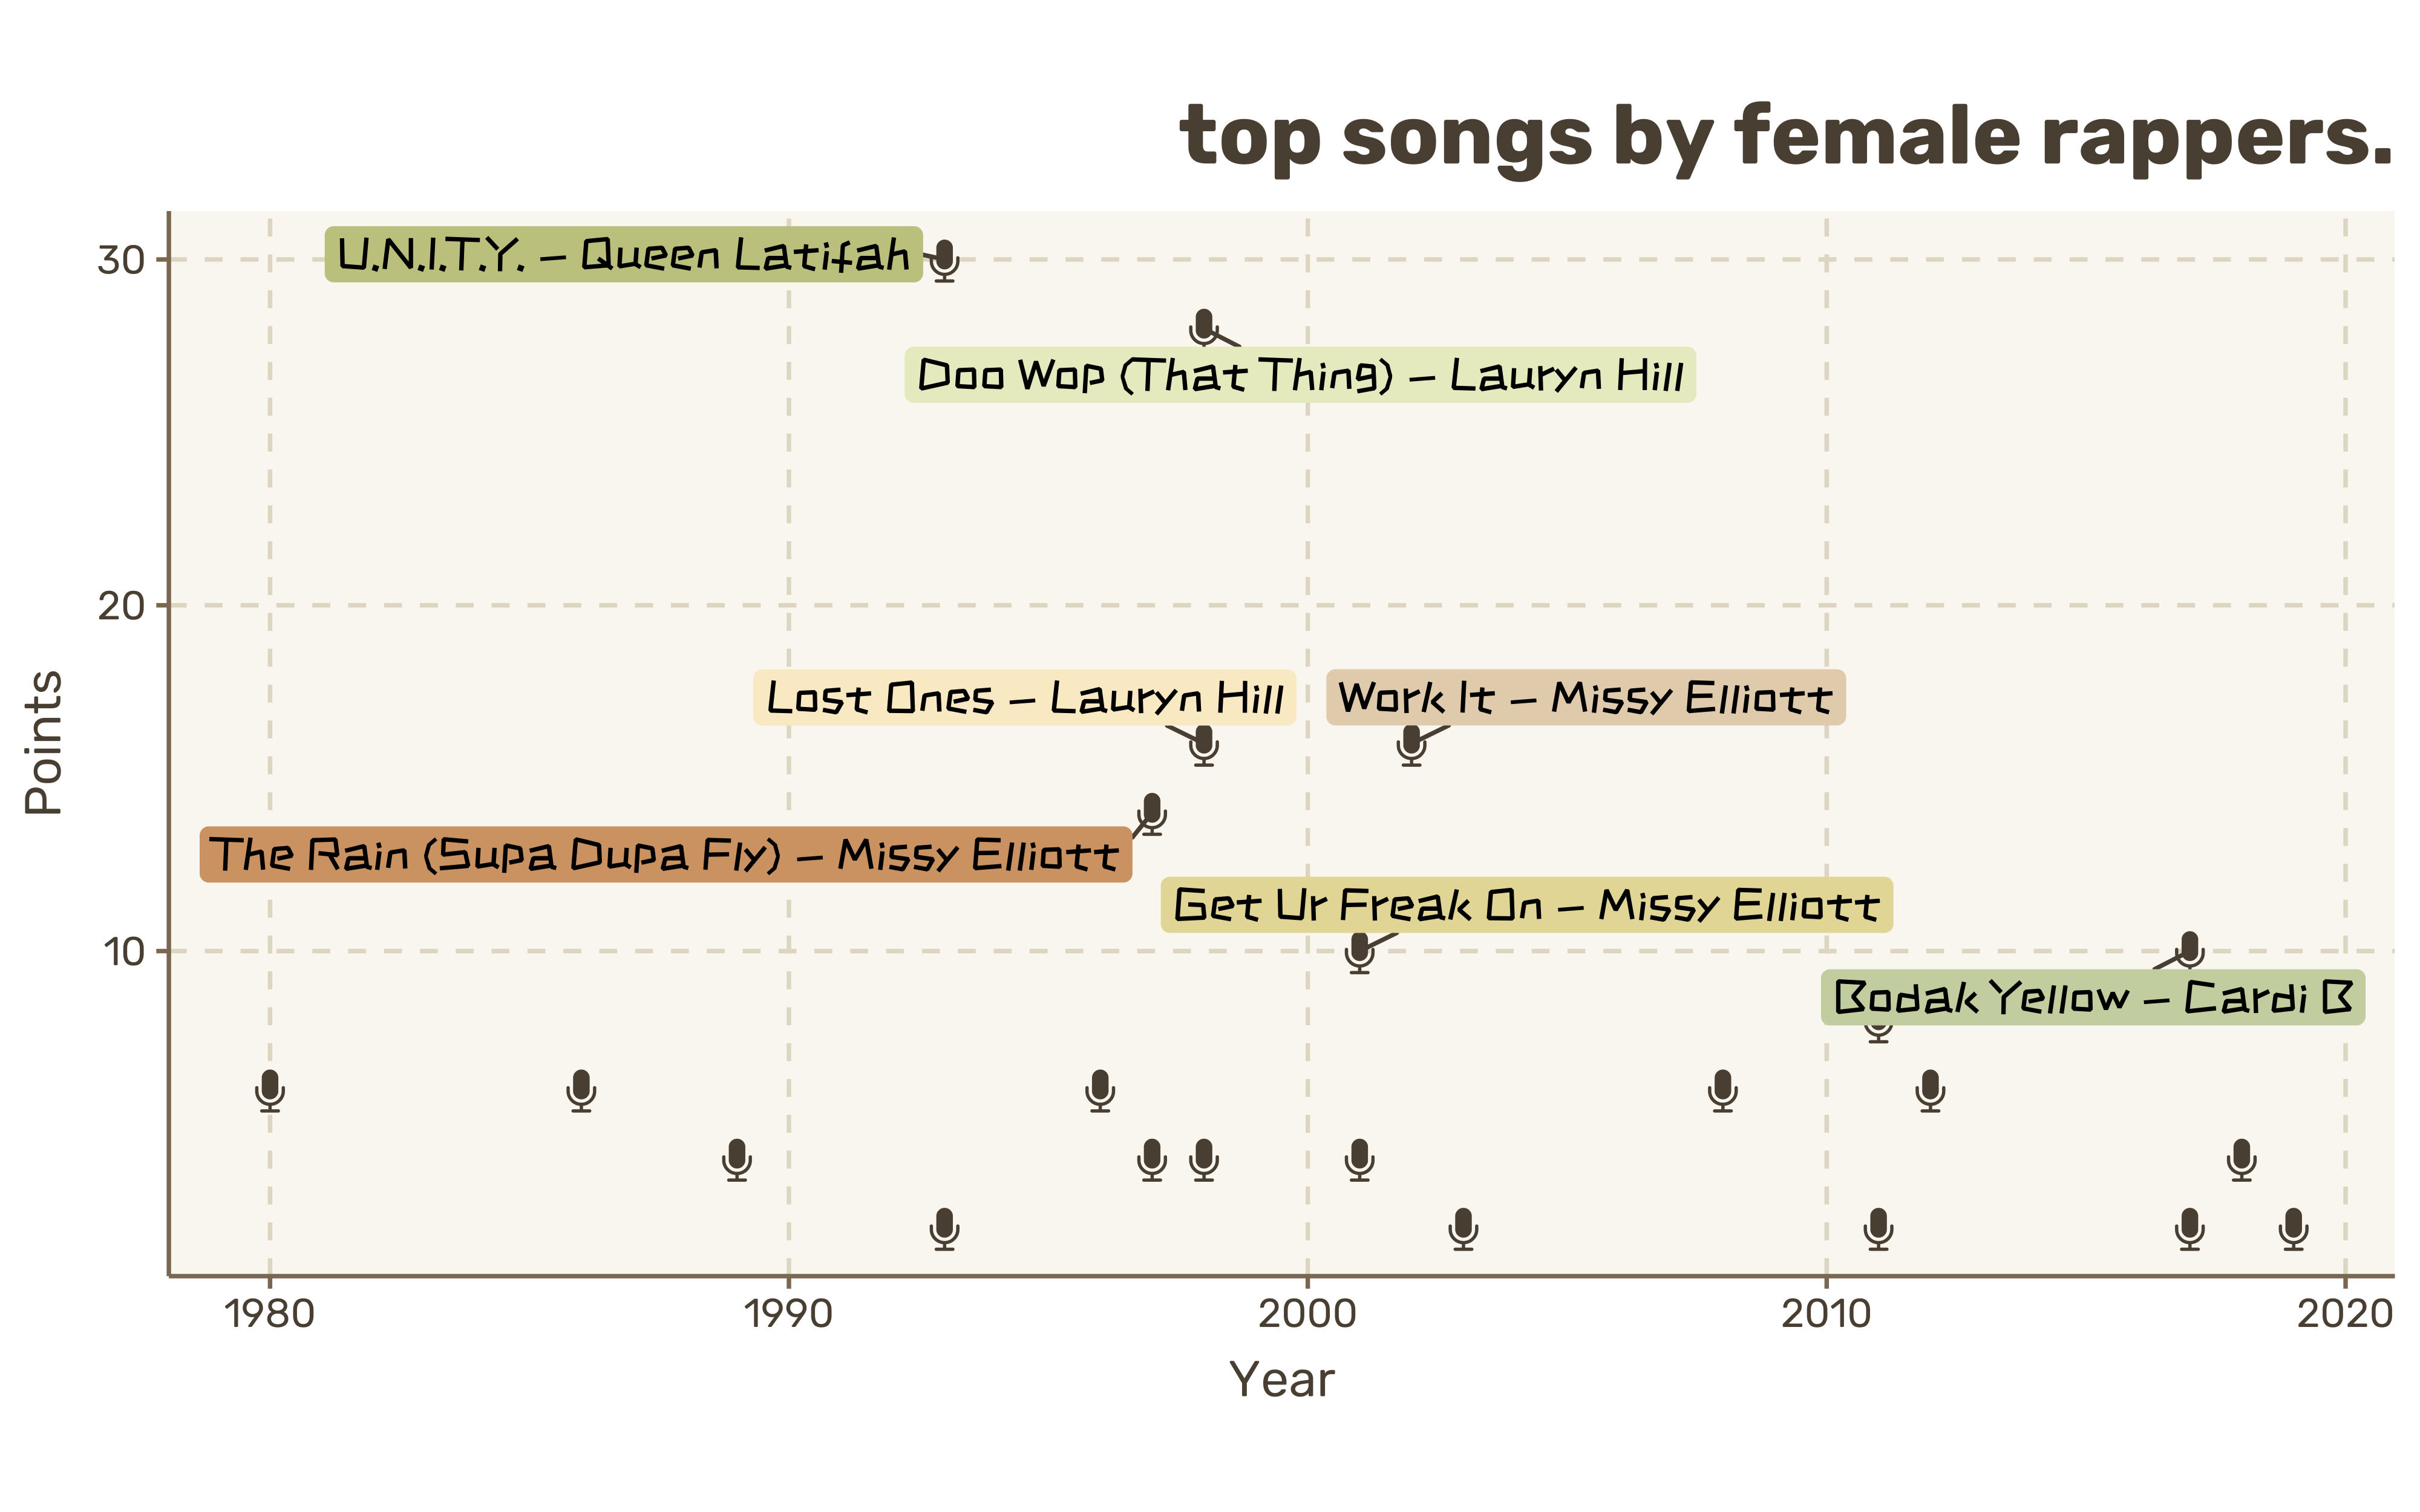 top songs by female rappers.
30
U.N.I.T.Y. – Queen Latifah
Doo Wop (That Thing) – Lauryn Hill
20
Lost Ones – Lauryn Hill
Work It – Missy Elliott
The Rain (Supa Dupa Fly) – Missy Elliott
Get Ur Freak On – Missy Elliott
10
Bodak Yellow – Cardi B
Points
1980
1990
2000
2010
2020
Year